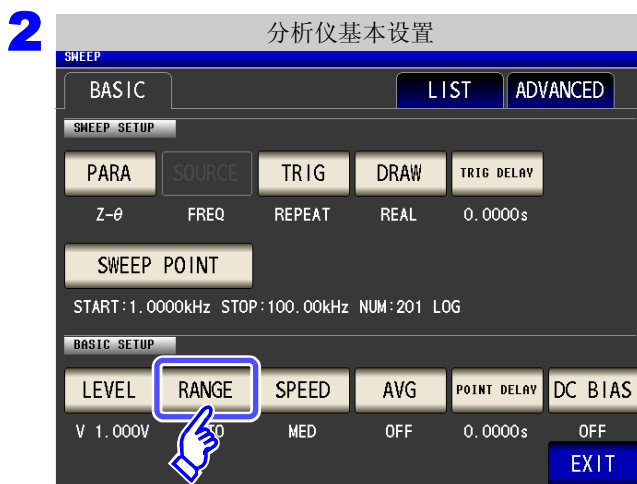 2
分析仪基本设置
SWEEP
BASIC LIST ADVANCED
SWEEP SETUP
PARA SOURCE TRIG DRAW TRIG DELAY
Z-θ FREQ REPEAT REAL 0.0000s
SWEEP POINT
START:1.0000kHz STOP:100.00kHz NUM:201 LOG
BASIC SETUP
LEVEL RANGE SPEED AVG POINT DELAY DC BIAS
V 1.000V MED OFF 0.0000s OFF
EXIT